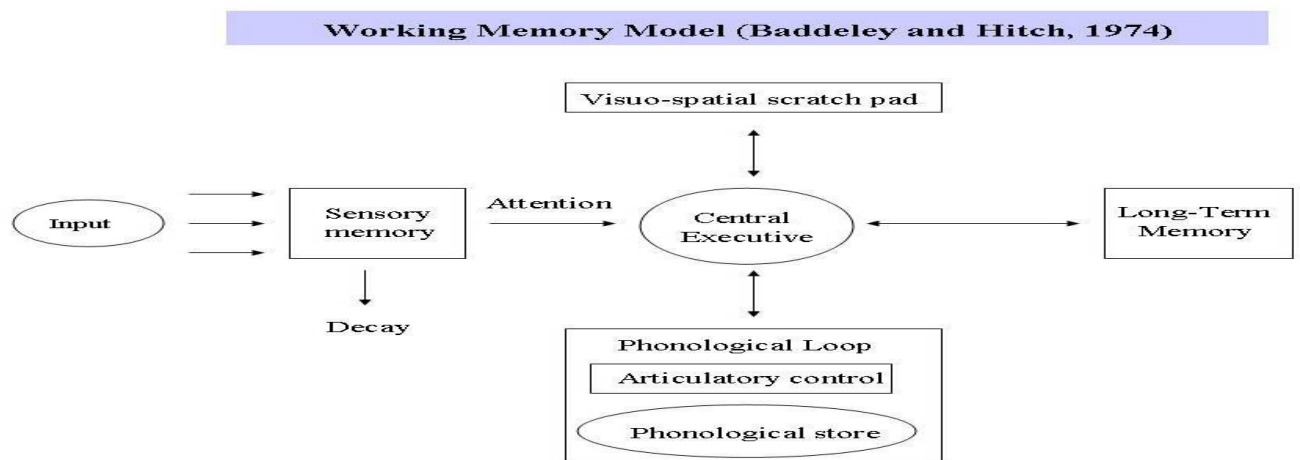 Working Memory Model (Baddeley and Hitch, 1974)
Visuo-spatial scratch pad
Input
Sensory
memory
Attention
Central
Executive
Long-Term
Memory
Decay
Phonological Loop
Articulatory control
Phonological store